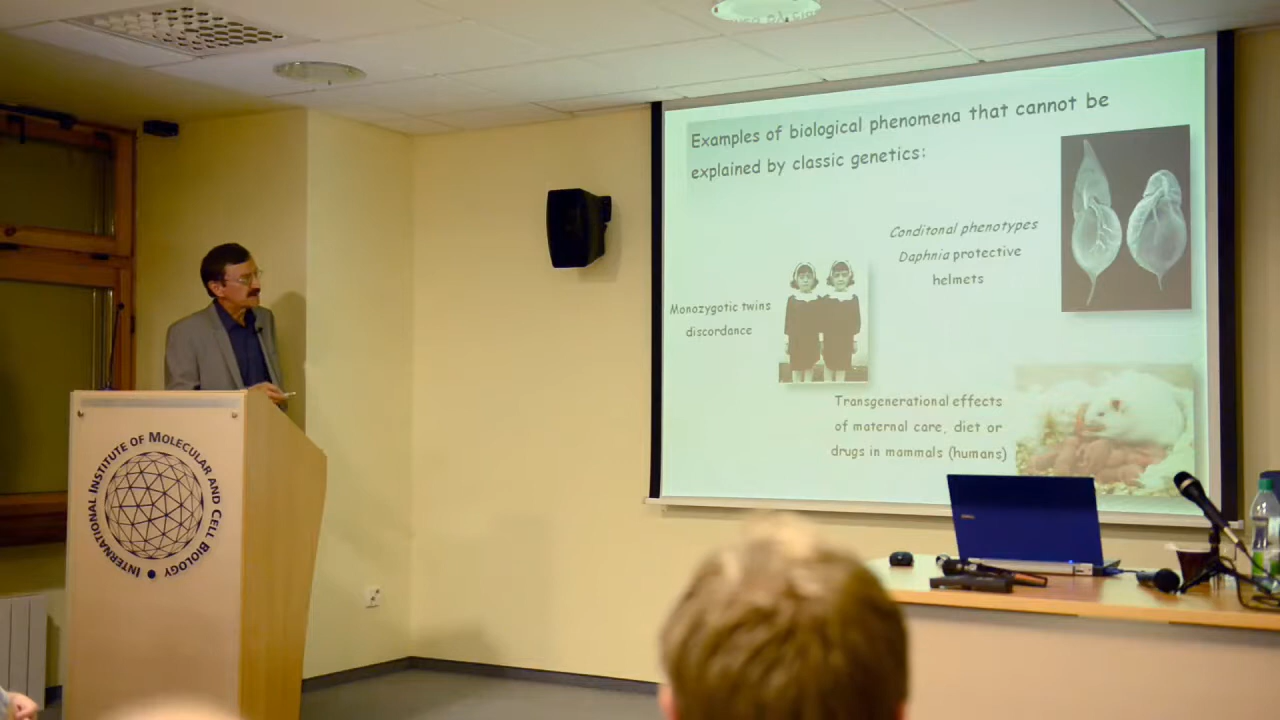 Examples of biological phenomena that cannot be
explained by classic genetics:
Conditonal phenotypes
Daphnia protective
helmets
Monozygotic twins
discordance
Transgenerational effects
of maternal care, diet or
drugs in mammals (humans)
INTERNATIONAL INSTITUTE OF MOLECULAR AND CELL BIOLOGY